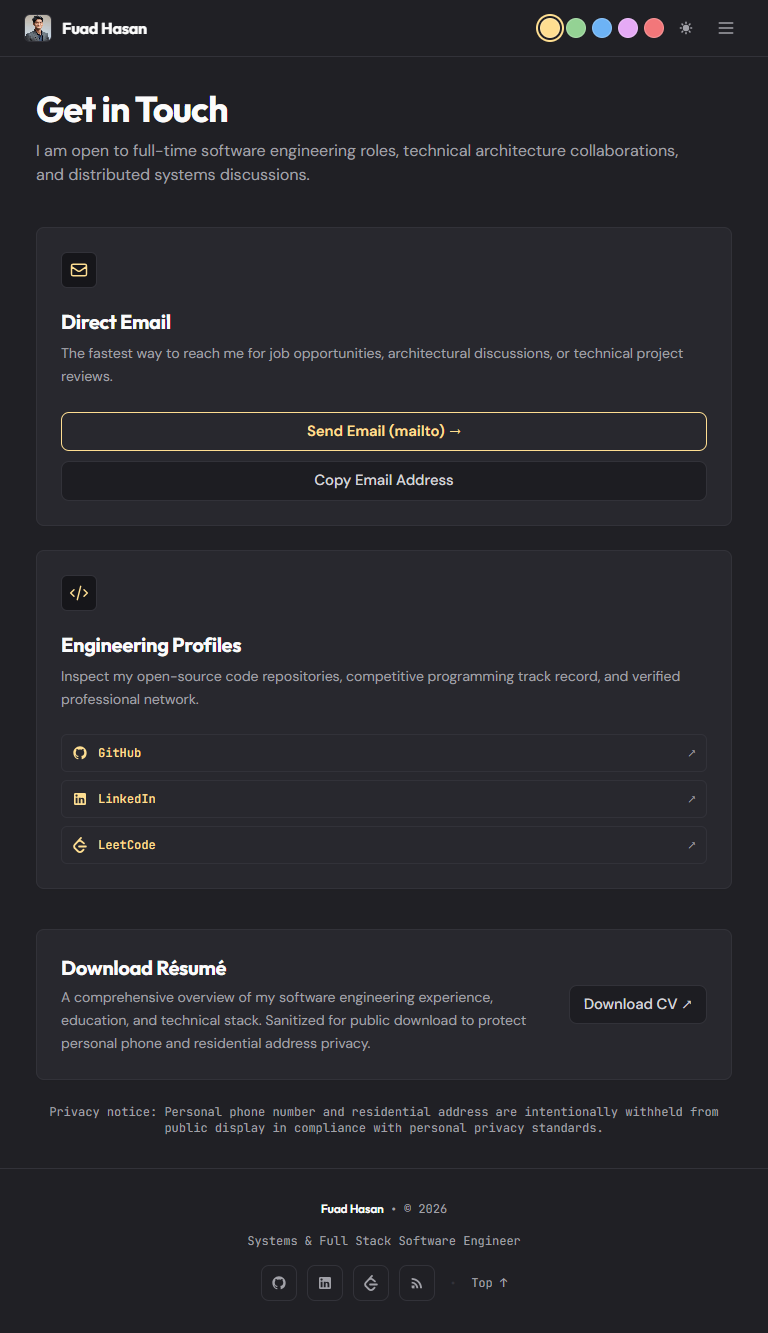 Fuad Hasan
Get in Touch
I am open to full-time software engineering roles, technical architecture collaborations,
and distributed systems discussions.
Direct Email
The fastest way to reach me for job opportunities, architectural discussions, or technical project
reviews.
Send Email (mailto) →
Copy Email Address
Engineering Profiles
Inspect my open-source code repositories, competitive programming track record, and verified
professional network.
GitHub ↗
LinkedIn ↗
LeetCode ↗
Download Résumé
A comprehensive overview of my software engineering experience,
education, and technical stack. Sanitized for public download to protect
personal phone and residential address privacy.
Download CV ↗
Privacy notice: Personal phone number and residential address are intentionally withheld from
public display in compliance with personal privacy standards.
Fuad Hasan • © 2026
Systems & Full Stack Software Engineer
· Top ↑